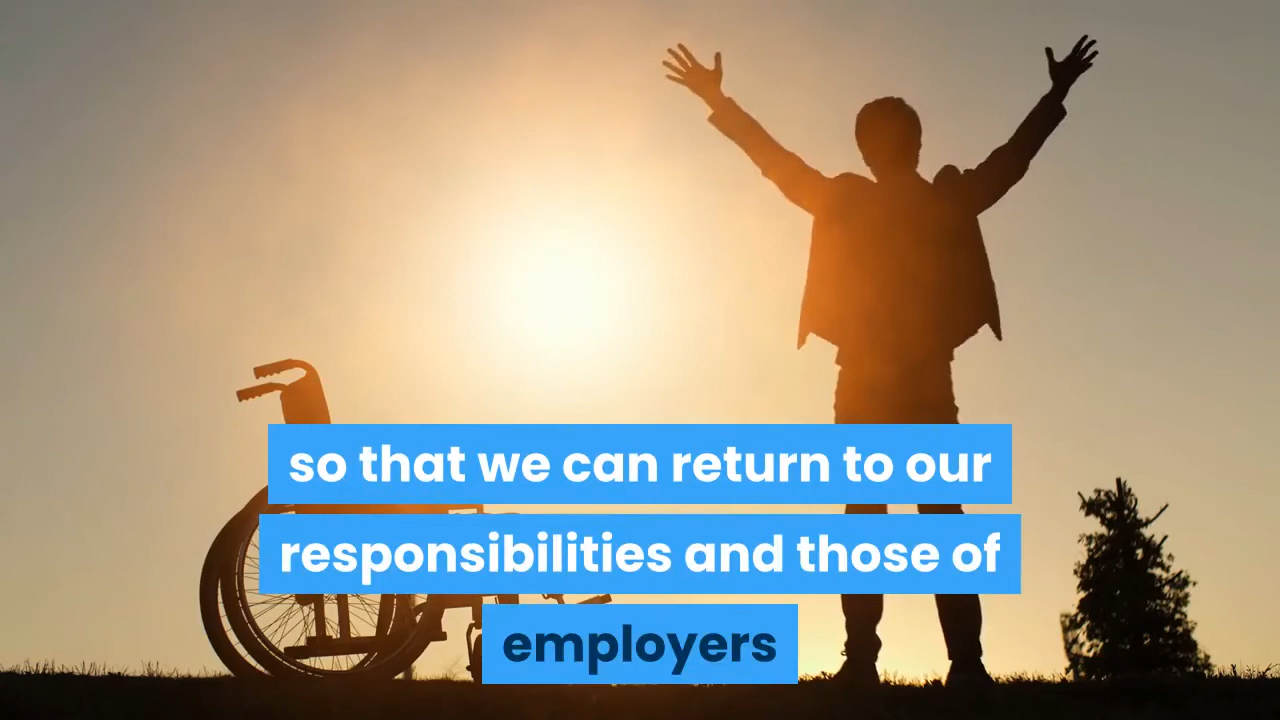 so that we can return to our
responsibilities and those of
employers